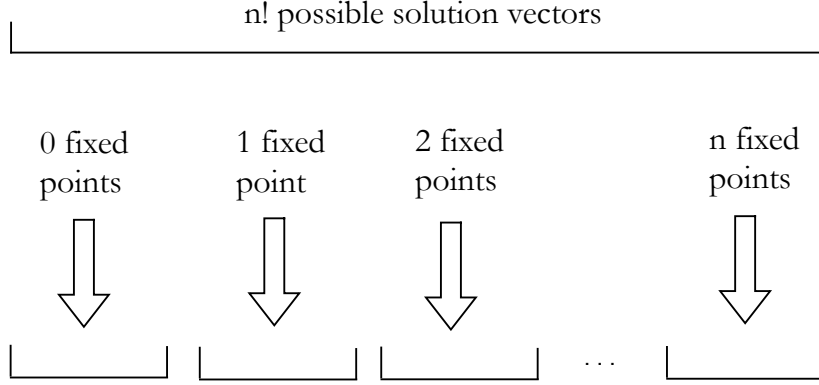 n! possible solution vectors
0 fixed
points
1 fixed
point
2 fixed
points
n fixed
points
. . .